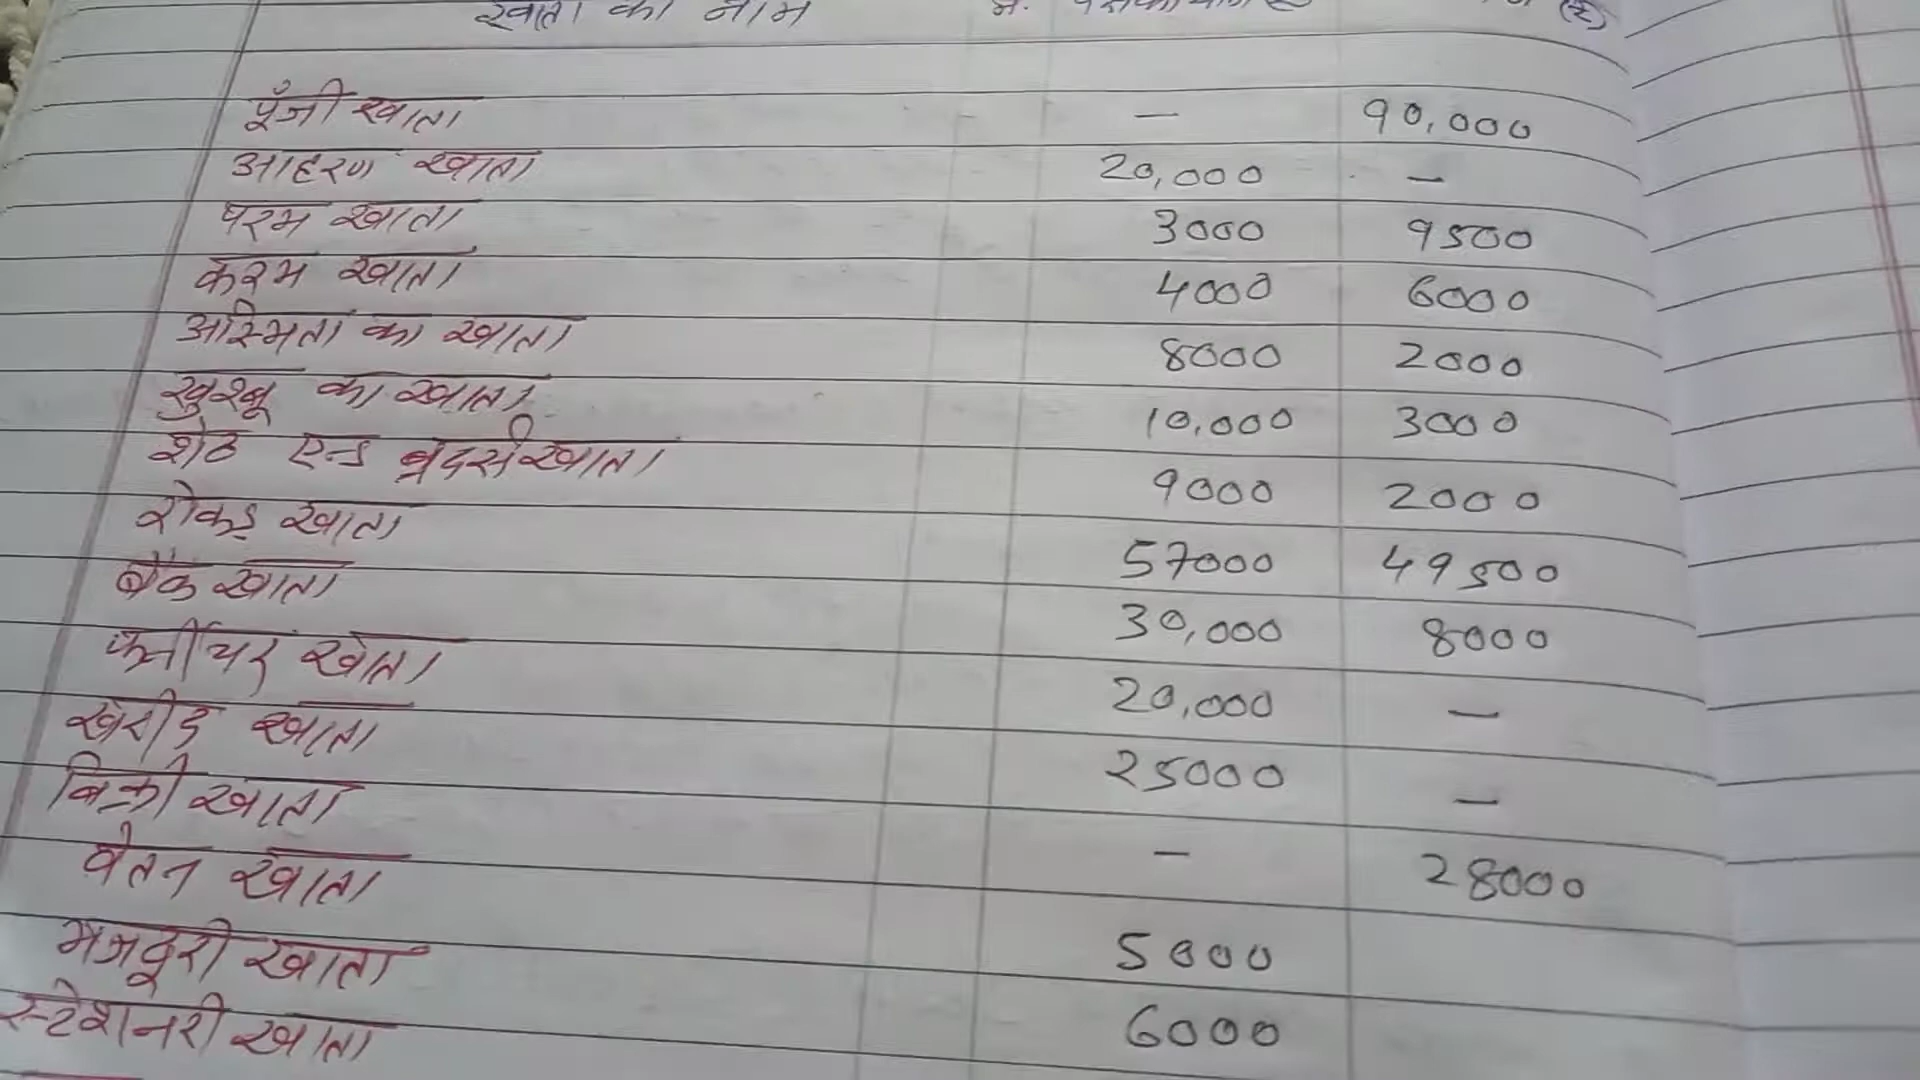 खाता का नाम (₹)
पूँजी खाता — 90,000
आहरण खाता 20,000 —
परम खाता 3000 9500
करम खाता 4000 6000
अस्मिता का खाता 8000 2000
खुश्बू का खाता 10,000 3000
शेठ एन्ड ब्रदर्स खाता 9000 2000
रोकड़ खाता 57000 49500
बैंक खाता 30,000 8000
फर्नीचर खाता 20,000 —
खरीद खाता 25000 —
बिक्री खाता — 28000
वेतन खाता 5000
मजदूरी खाता 6000
स्टेशनरी खाता